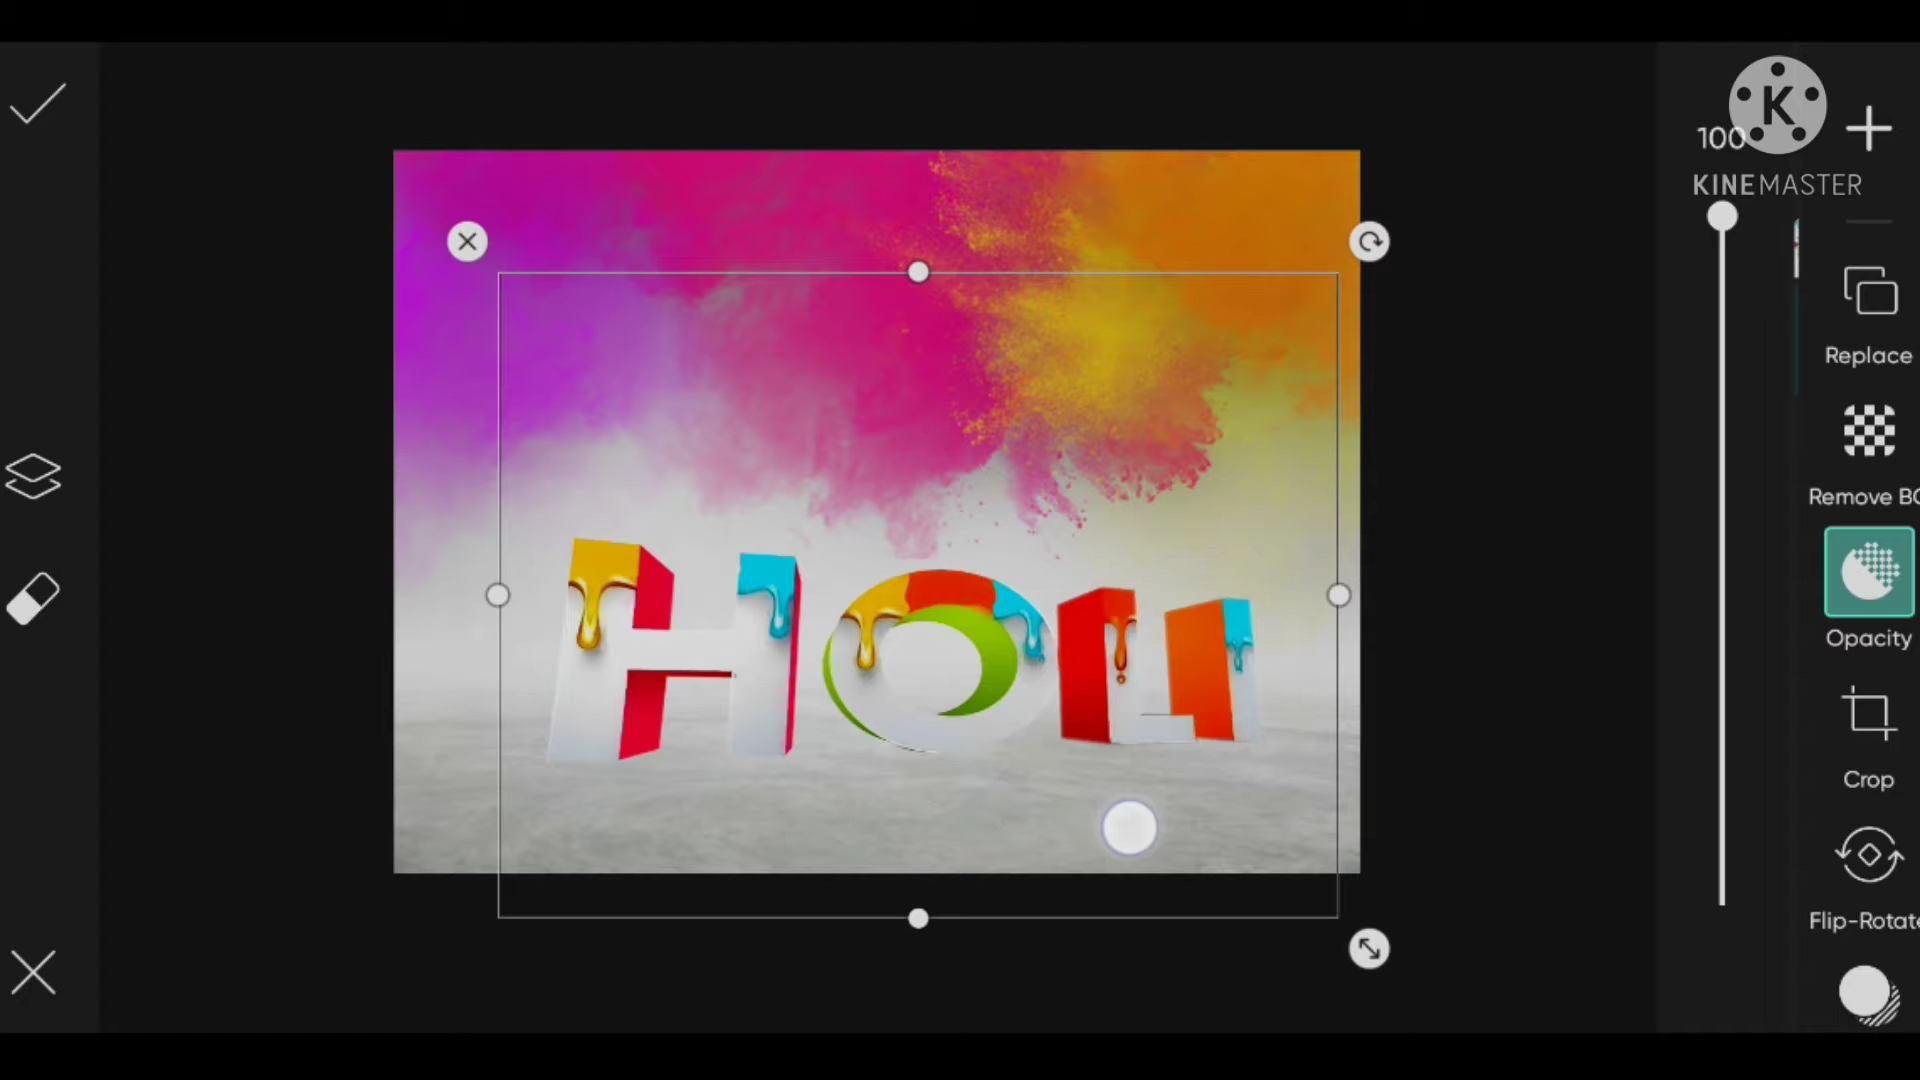 100
K
KINEMASTER
Replace
Remove BG
Opacity
Crop
Flip-Rotate
HOLI